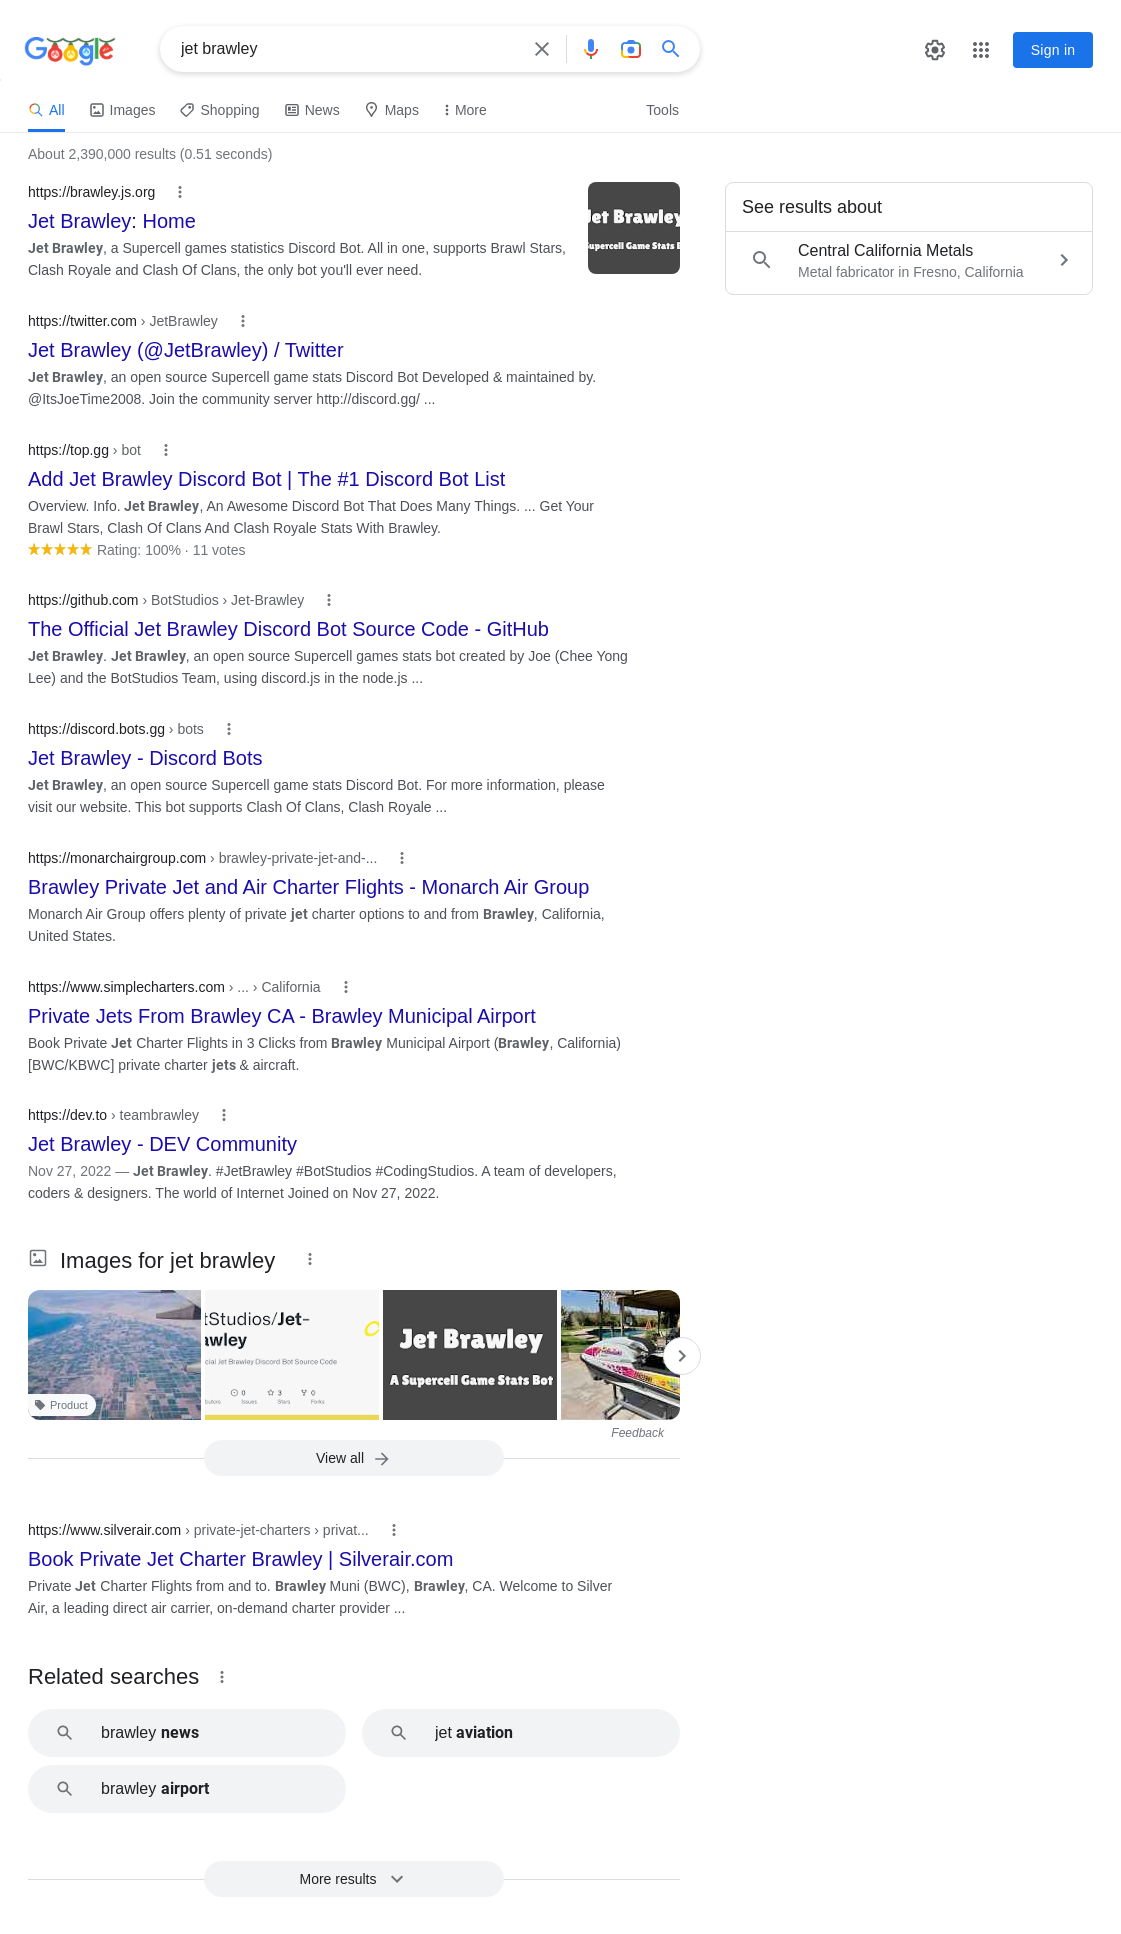 Google
jet brawley
Sign in
All
Images
Shopping
News
Maps
More
Tools
About 2,390,000 results (0.51 seconds)
https://brawley.js.org
Jet Brawley: Home
Jet Brawley, a Supercell games statistics Discord Bot. All in one, supports Brawl Stars,
Clash Royale and Clash Of Clans, the only bot you'll ever need.
Jet Brawley
Supercell Game Stats B
See results about
Central California Metals
Metal fabricator in Fresno, California
https://twitter.com › JetBrawley
Jet Brawley (@JetBrawley) / Twitter
Jet Brawley, an open source Supercell game stats Discord Bot Developed & maintained by.
@ItsJoeTime2008. Join the community server http://discord.gg/ ...
https://top.gg › bot
Add Jet Brawley Discord Bot | The #1 Discord Bot List
Overview. Info. Jet Brawley, An Awesome Discord Bot That Does Many Things. ... Get Your
Brawl Stars, Clash Of Clans And Clash Royale Stats With Brawley.
Rating: 100% · 11 votes
https://github.com › BotStudios › Jet-Brawley
The Official Jet Brawley Discord Bot Source Code - GitHub
Jet Brawley. Jet Brawley, an open source Supercell games stats bot created by Joe (Chee Yong
Lee) and the BotStudios Team, using discord.js in the node.js ...
https://discord.bots.gg › bots
Jet Brawley - Discord Bots
Jet Brawley, an open source Supercell game stats Discord Bot. For more information, please
visit our website. This bot supports Clash Of Clans, Clash Royale ...
https://monarchairgroup.com › brawley-private-jet-and-...
Brawley Private Jet and Air Charter Flights - Monarch Air Group
Monarch Air Group offers plenty of private jet charter options to and from Brawley, California,
United States.
https://www.simplecharters.com › ... › California
Private Jets From Brawley CA - Brawley Municipal Airport
Book Private Jet Charter Flights in 3 Clicks from Brawley Municipal Airport (Brawley, California)
[BWC/KBWC] private charter jets & aircraft.
https://dev.to › teambrawley
Jet Brawley - DEV Community
Nov 27, 2022 — Jet Brawley. #JetBrawley #BotStudios #CodingStudios. A team of developers,
coders & designers. The world of Internet Joined on Nov 27, 2022.
Images for jet brawley
Product
tStudios/Jet-
awley
cial Jet Brawley Discord Bot Source Code
0 3 0
utors Issues Stars Forks
Jet Brawley
A Supercell Game Stats Bot
Feedback
View all
https://www.silverair.com › private-jet-charters › privat...
Book Private Jet Charter Brawley | Silverair.com
Private Jet Charter Flights from and to. Brawley Muni (BWC), Brawley, CA. Welcome to Silver
Air, a leading direct air carrier, on-demand charter provider ...
Related searches
brawley news
jet aviation
brawley airport
More results